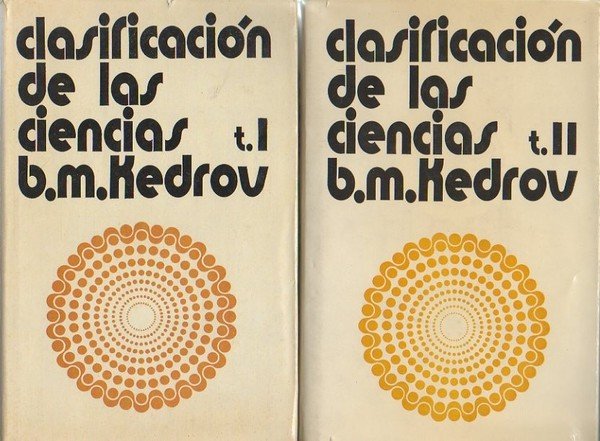 clasificación
de las
ciencias t.I
b.m.Kedrov
clasificación
de las
ciencias t.II
b.m.Kedrov